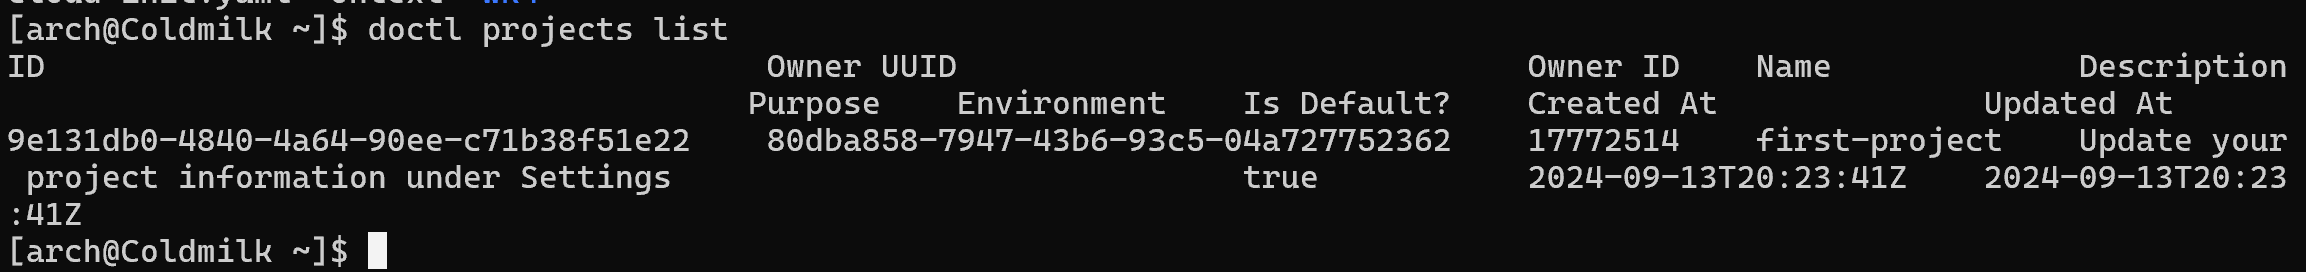 [arch@Coldmilk ~]$ doctl projects list
ID                                      Owner UUID                              Owner ID    Name             Description
                                       Purpose    Environment    Is Default?    Created At              Updated At
9e131db0-4840-4a64-90ee-c71b38f51e22    80dba858-7947-43b6-93c5-04a727752362    17772514    first-project    Update your
 project information under Settings                              true           2024-09-13T20:23:41Z    2024-09-13T20:23
:41Z
[arch@Coldmilk ~]$